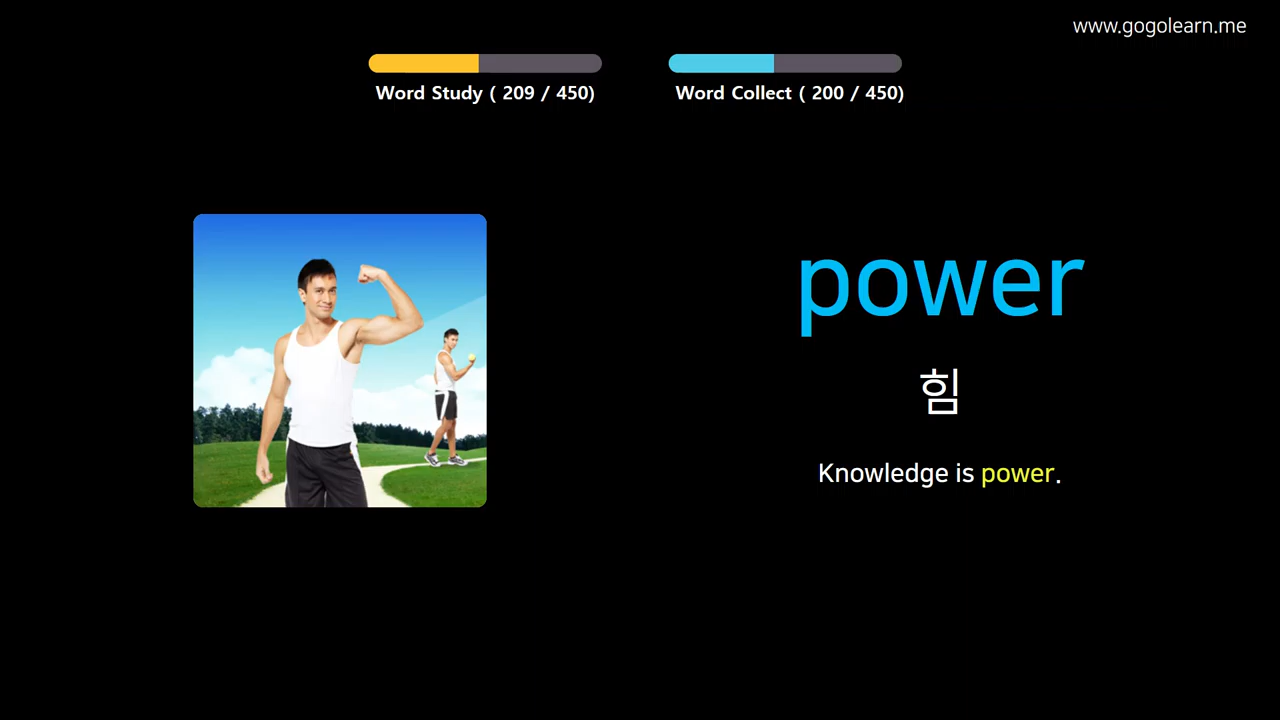 www.gogolearn.me
Word Study ( 209 / 450)
Word Collect ( 200 / 450)
power
힘
Knowledge is power.